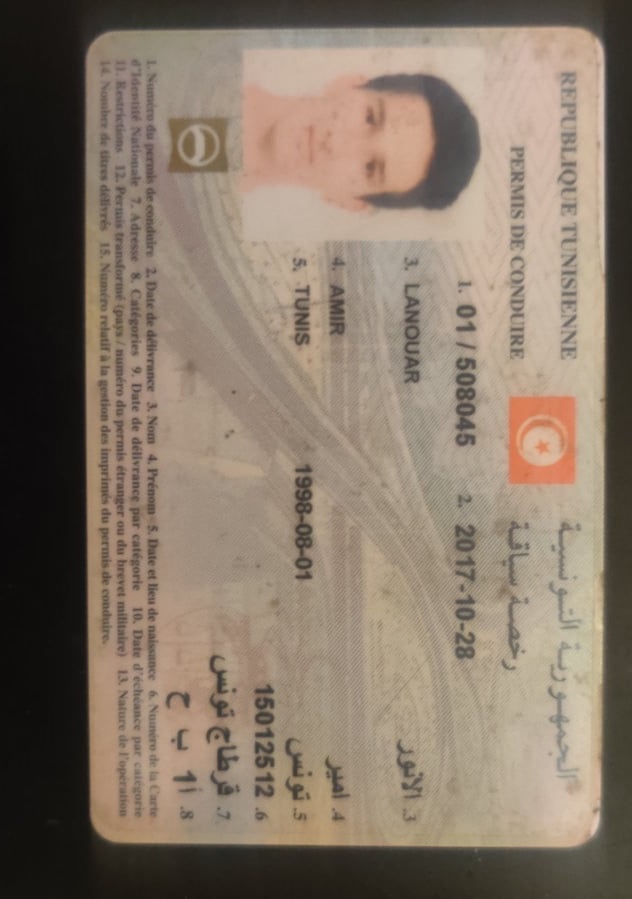 REPUBLIQUE TUNISIENNE الجمهورية التونسية
PERMIS DE CONDUIRE رخصة سياقة
1. 01 / 508045 2. 2017-10-28
3. LANOUAR 3. الانور
4. AMIR 4. امير
5. TUNIS 1998-08-01 5. تونس
15012512 6.
7. قرطاج تونس
8. أ1 ب ح
1. Numéro du permis de conduire 2. Date de délivrance 3. Nom 4. Prénom 5. Date et lieu de naissance 6. Numéro de la Carte
d'Identité Nationale 7. Adresse 8. Catégories 9. Date de délivrance par catégorie 10. Date d'échéance par catégorie
11. Restrictions 12. Permis transformé (pays / numéro du permis étranger ou du brevet militaire) 13. Nature de l'opération
14. Nombre de titres délivrés 15. Numéro relatif à la gestion des imprimés du permis de conduire.